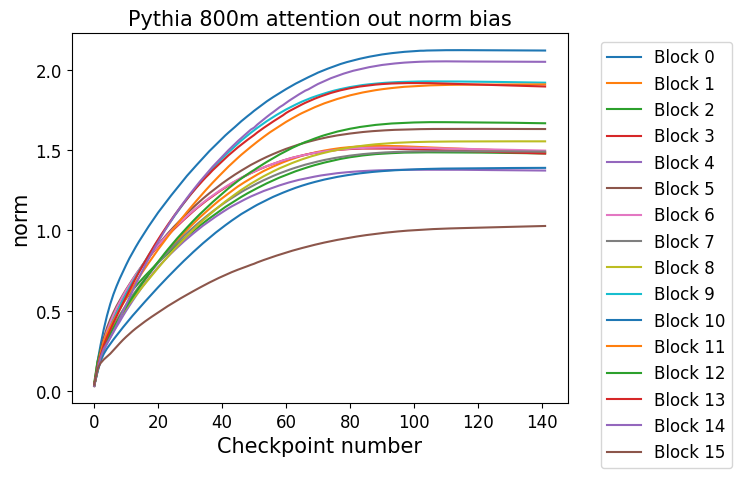 Pythia 800m attention out norm bias
norm
2.0
1.5
1.0
0.5
0.0
0 20 40 60 80 100 120 140
Checkpoint number
Block 0
Block 1
Block 2
Block 3
Block 4
Block 5
Block 6
Block 7
Block 8
Block 9
Block 10
Block 11
Block 12
Block 13
Block 14
Block 15